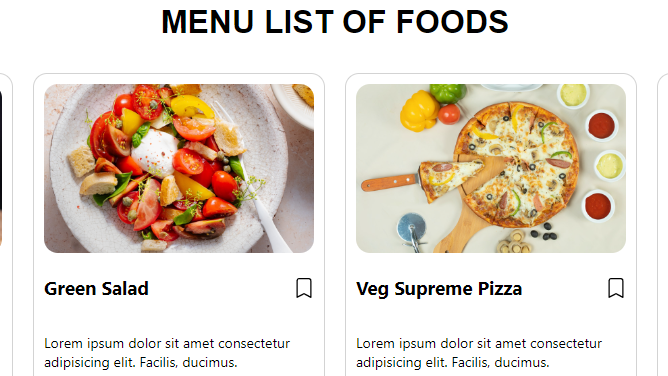 MENU LIST OF FOODS
Green Salad
Veg Supreme Pizza
Lorem ipsum dolor sit amet consectetur
adipisicing elit. Facilis, ducimus.
Lorem ipsum dolor sit amet consectetur
adipisicing elit. Facilis, ducimus.